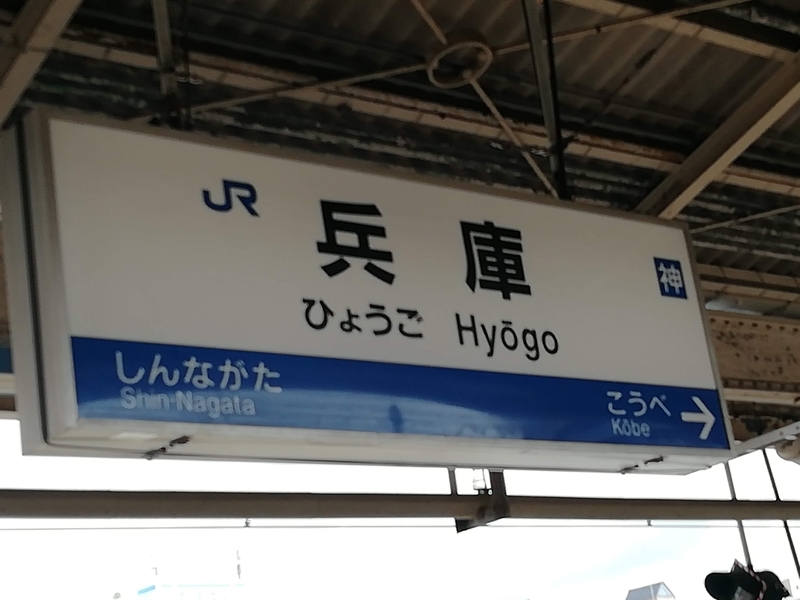 JR
兵庫
神
ひょうご Hyōgo
しんながた
Shin-Nagata
こうべ
Kōbe